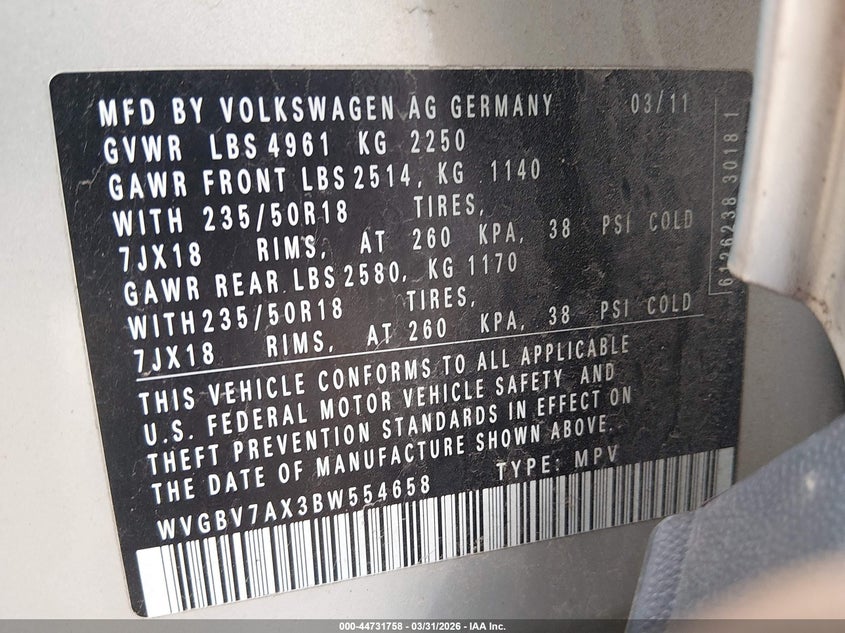 MFD BY VOLKSWAGEN AG GERMANY 03/11
GVWR LBS 4961 KG 2250
GAWR FRONT LBS 2514, KG 1140
WITH 235/50R18 TIRES,
7JX18 RIMS, AT 260 KPA, 38 PSI COLD
GAWR REAR LBS 2580, KG 1170
WITH 235/50R18 TIRES,
7JX18 RIMS, AT 260 KPA, 38 PSI COLD
THIS VEHICLE CONFORMS TO ALL APPLICABLE
U.S. FEDERAL MOTOR VEHICLE SAFETY AND
THEFT PREVENTION STANDARDS IN EFFECT ON
THE DATE OF MANUFACTURE SHOWN ABOVE.
WVGBV7AX3BW554658 TYPE: MPV
6126238 3018 1
000-44731758 - 03/31/2026 - IAA Inc.